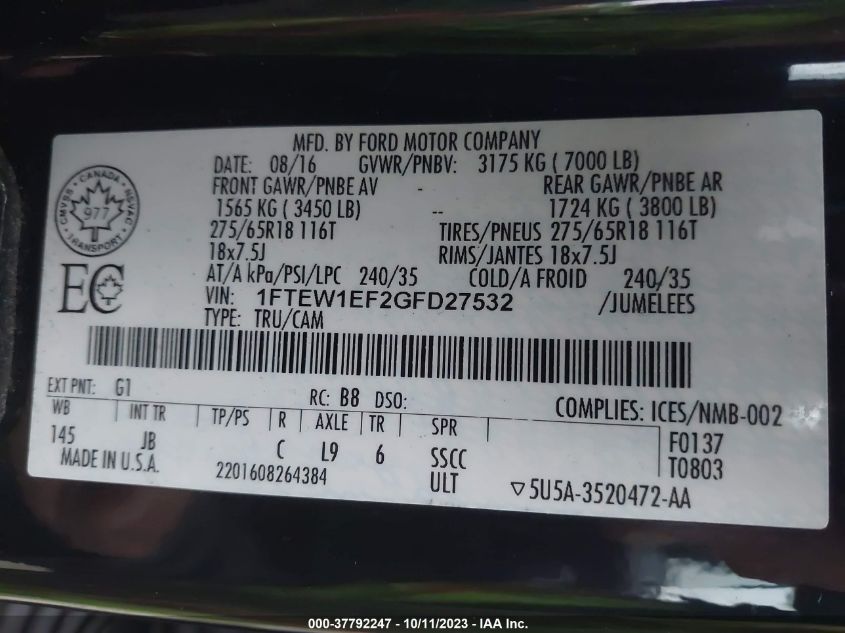 MFD. BY FORD MOTOR COMPANY
DATE: 08/16 GVWR/PNBV: 3175 KG ( 7000 LB)
FRONT GAWR/PNBE AV - REAR GAWR/PNBE AR
1565 KG ( 3450 LB) -- 1724 KG ( 3800 LB)
275/65R18 116T TIRES/PNEUS 275/65R18 116T
18x7.5J RIMS/JANTES 18x7.5J
AT/A kPa/PSI/LPC 240/35 COLD/A FROID 240/35
VIN: 1FTEW1EF2GFD27532 /JUMELEES
TYPE: TRU/CAM
CANADA
CMVSS NSVAC
977
TRANSPORT
EC
EXT PNT: G1 RC: B8 DSO: COMPLIES: ICES/NMB-002
WB INT TR TP/PS R AXLE TR SPR F0137
145 JB C L9 6 SSCC T0803
MADE IN U.S.A. 2201608264384 ULT ▽5U5A-3520472-AA
000-37792247 - 10/11/2023 - IAA Inc.